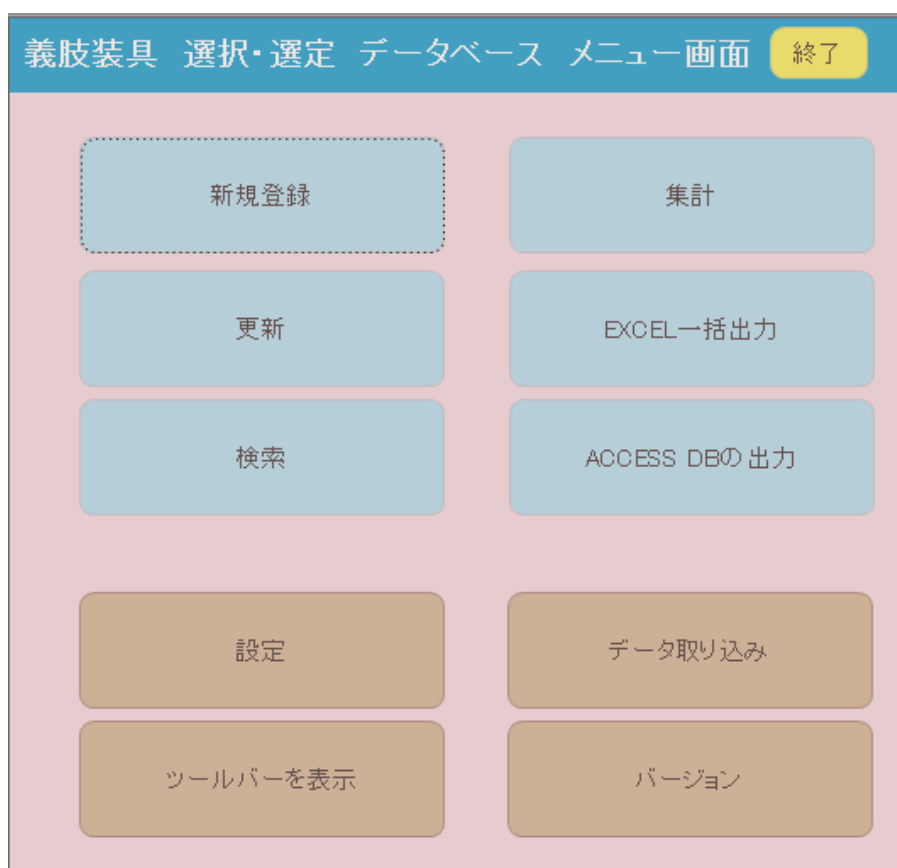 義肢装具 選択・選定 データベース メニュー画面 終了
新規登録
集計
更新
EXCEL一括出力
検索
ACCESS DBの出力
設定
データ取り込み
ツールバーを表示
バージョン